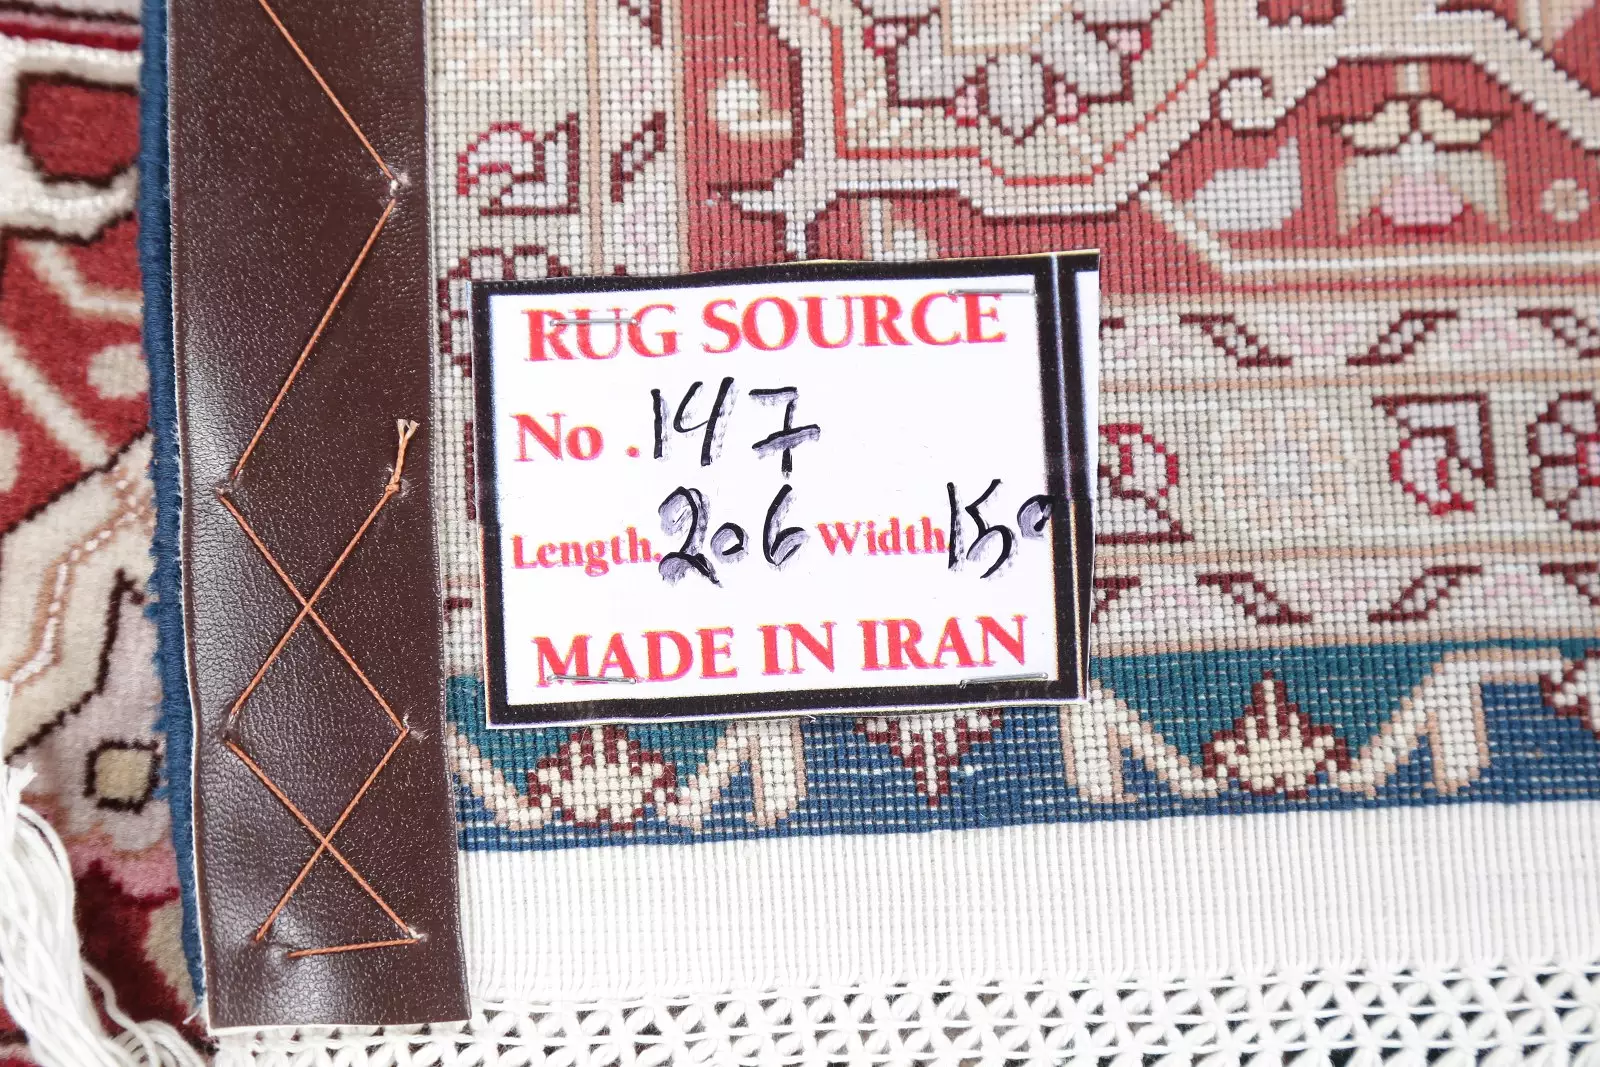 RUG SOURCE
No. 147
Length. 206 Width. 150
MADE IN IRAN